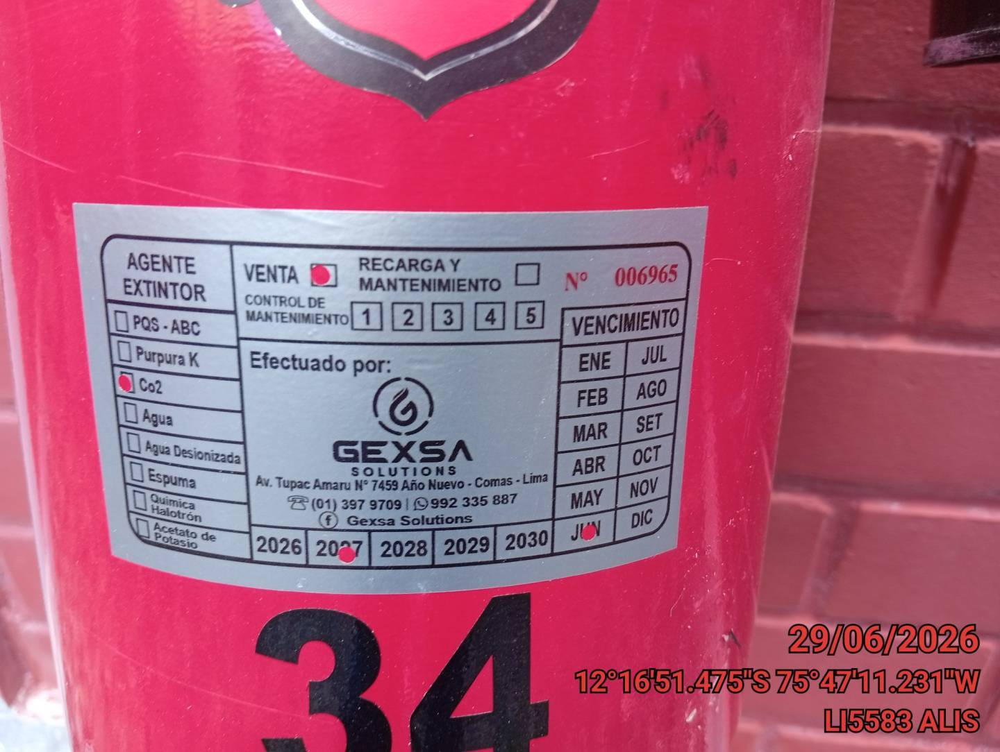 AGENTE
EXTINTOR
PQS - ABC
Purpura K
Co2
Agua
Agua Desionizada
Espuma
Quimica
Halotrón
Acetato de
Potasio
VENTA
RECARGA Y
MANTENIMIENTO
CONTROL DE
MANTENIMIENTO 1 2 3 4 5
Nº 006965
Efectuado por:
GEXSA
SOLUTIONS
Av. Tupac Amaru N° 7459 Año Nuevo - Comas - Lima
(01) 397 9709 | 992 335 887
f Gexsa Solutions
2026 2027 2028 2029 2030
VENCIMIENTO
ENE JUL
FEB AGO
MAR SET
ABR OCT
MAY NOV
JUN DIC
34
29/06/2026
12°16'51.475"S 75°47'11.231"W
LI5583 ALIS